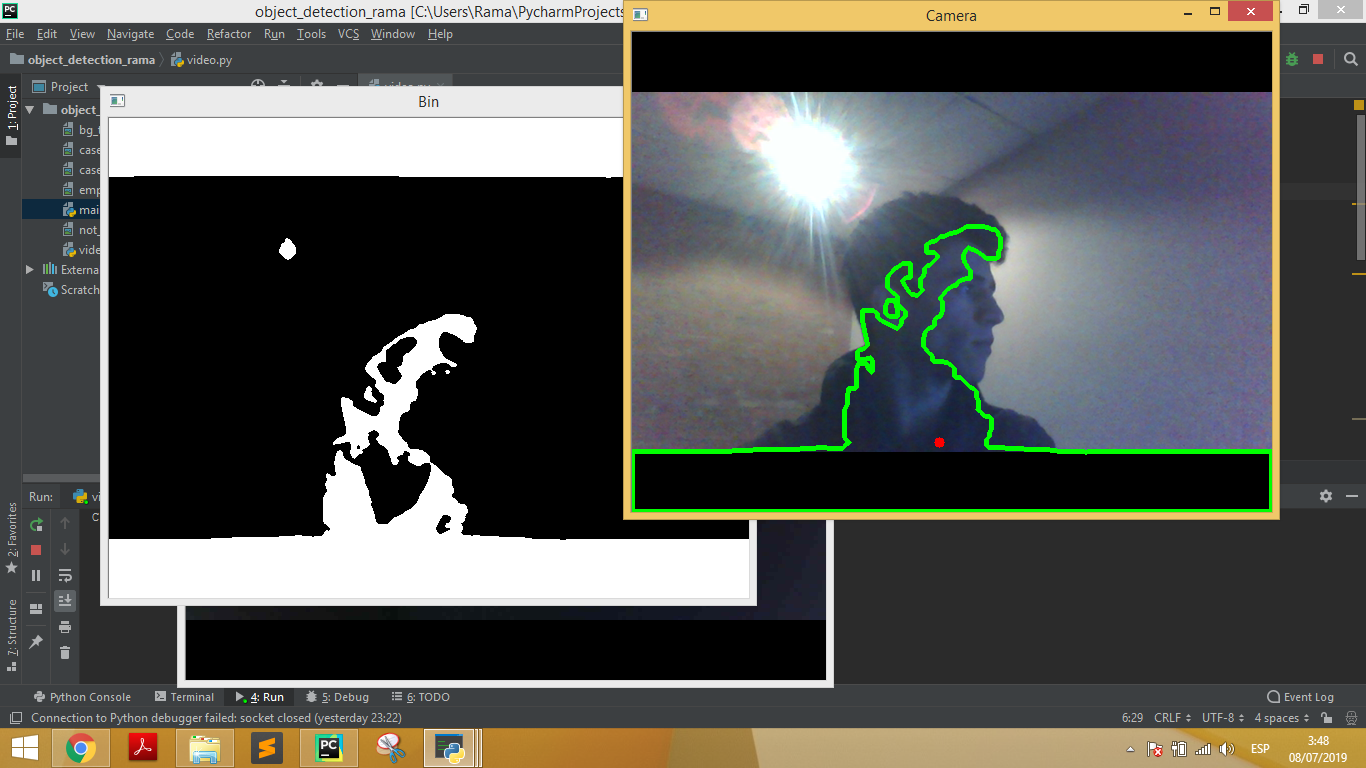 object_detection_rama [C:\Users\Rama\PycharmProjects
Camera
File Edit View Navigate Code Refactor Run Tools VCS Window Help
object_detection_rama video.py
1: Project
Project
Bin
object_
case
case
emp
mai
not_
vide
Externa
Scratch
Run:
2: Favorites
7: Structure
Python Console Terminal 4: Run 5: Debug 6: TODO Event Log
Connection to Python debugger failed: socket closed (yesterday 23:22) 6:29 CRLF UTF-8 4 spaces
PC
ESP
3:48
08/07/2019